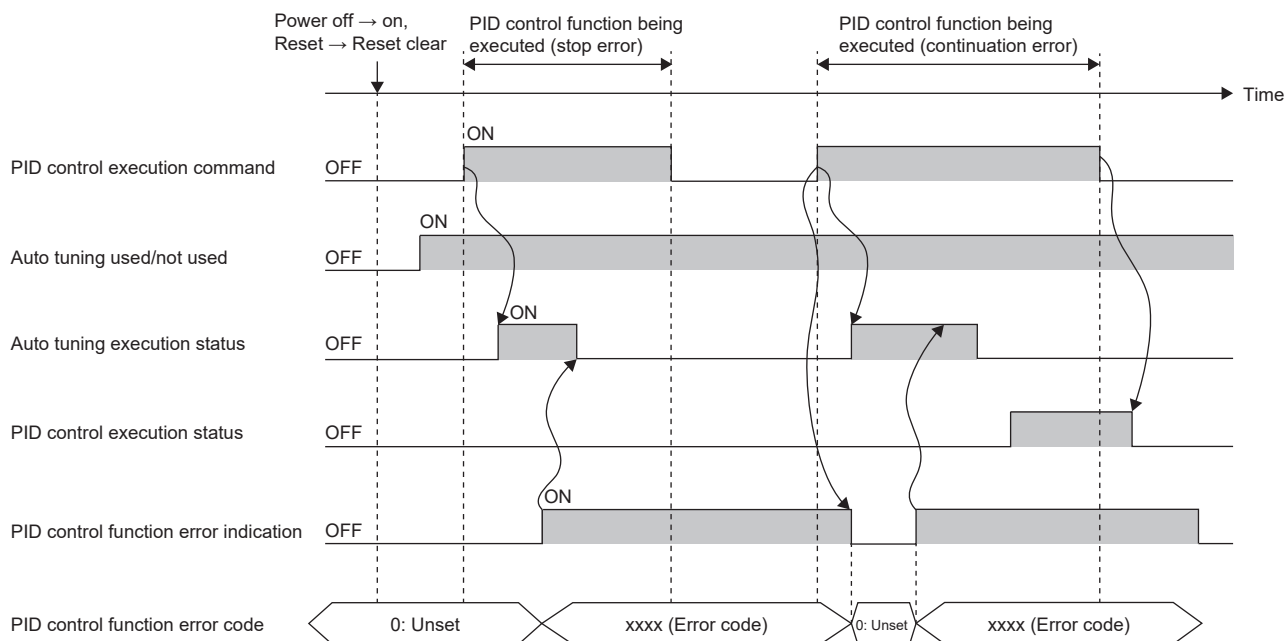 Power off → on,
Reset → Reset clear
PID control function being
executed (stop error)
PID control function being
executed (continuation error)
Time
PID control execution command
OFF
ON
Auto tuning used/not used
OFF
ON
Auto tuning execution status
OFF
ON
PID control execution status
OFF
PID control function error indication
OFF
ON
PID control function error code
0: Unset
xxxx (Error code)
0: Unset
xxxx (Error code)